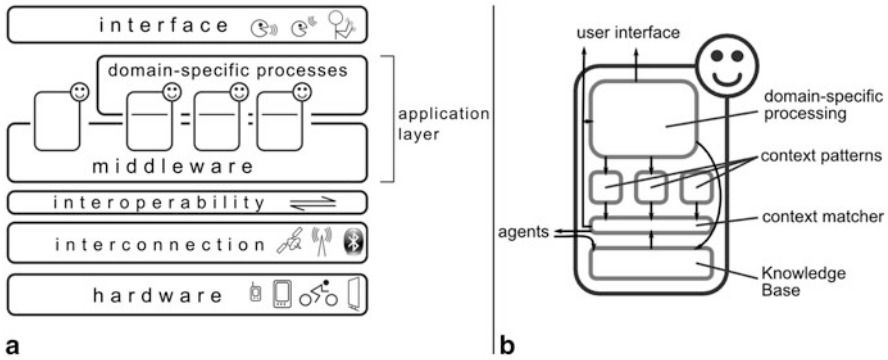 interface
domain-specific processes
application
layer
middleware
interoperability
interconnection
hardware
a
user interface
domain-specific
processing
context patterns
context matcher
agents
Knowledge
Base
b